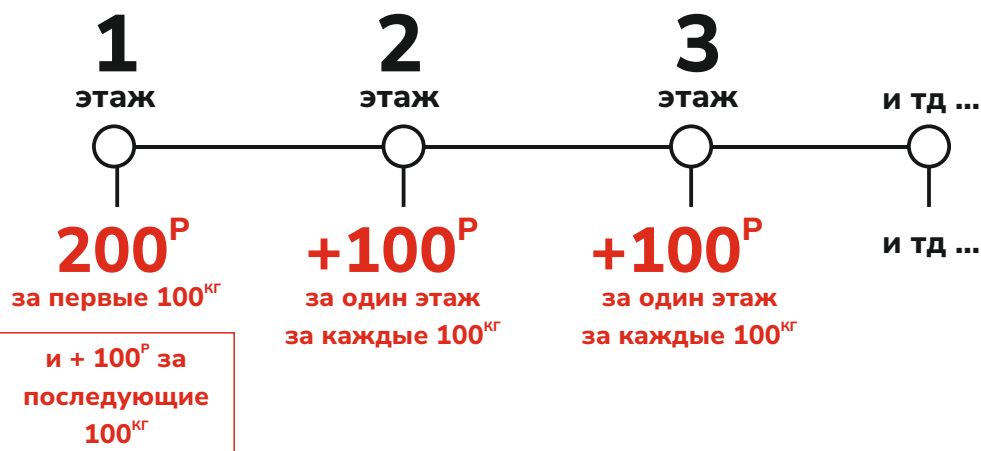 1
этаж
2
этаж
3
этаж
и тд ...
200Р
за первые 100КГ
и + 100Р за
последующие
100КГ
+100Р
за один этаж
за каждые 100КГ
+100Р
за один этаж
за каждые 100КГ
и тд ...